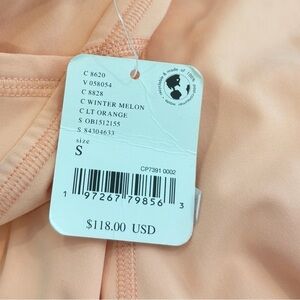 C 8620
V 058054
C 8828
C WINTER MELON
C LT ORANGE
S OB1512155
S 84304633
size
S
CP7391 0002
1 97267 79856 3
$118.00 USD